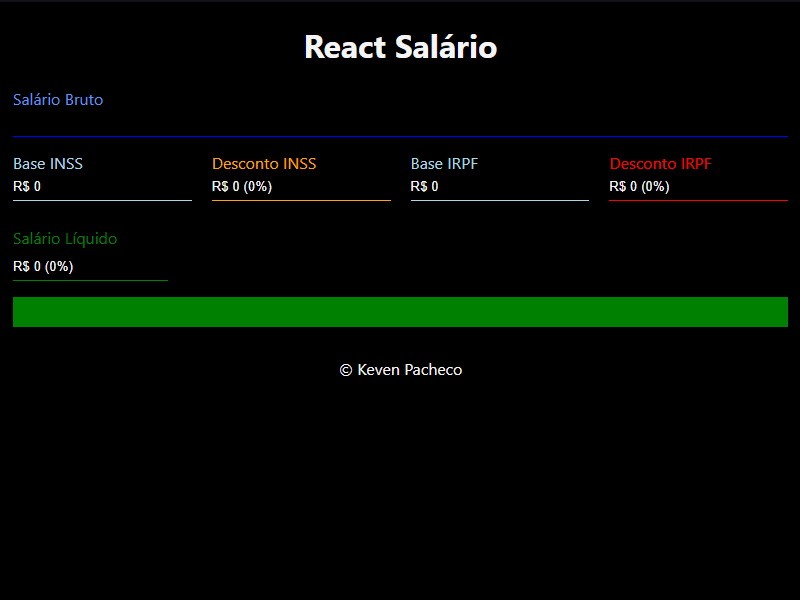 React Salário
Salário Bruto
Base INSS Desconto INSS Base IRPF Desconto IRPF
R$ 0 R$ 0 (0%) R$ 0 R$ 0 (0%)
Salário Líquido
R$ 0 (0%)
© Keven Pacheco